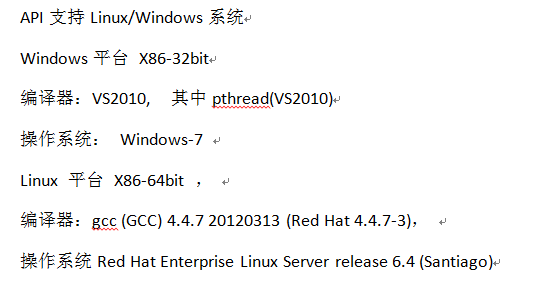 API 支持 Linux/Windows 系统
Windows 平台 X86-32bit
编译器：VS2010, 其中 pthread(VS2010)
操作系统： Windows-7
Linux 平台 X86-64bit ，
编译器：gcc (GCC) 4.4.7 20120313 (Red Hat 4.4.7-3)，
操作系统 Red Hat Enterprise Linux Server release 6.4 (Santiago)